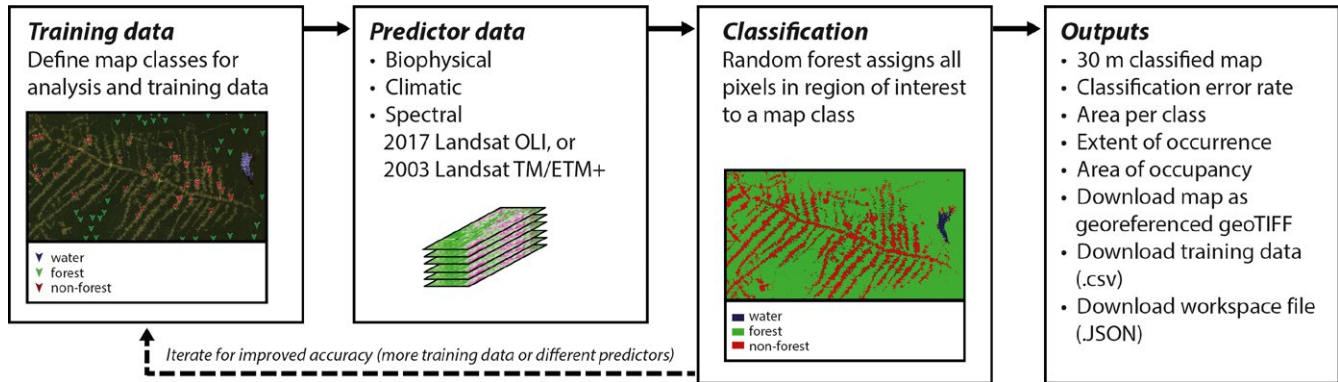 Training data
Define map classes for
analysis and training data
water
forest
non-forest
Predictor data
• Biophysical
• Climatic
• Spectral
2017 Landsat OLI, or
2003 Landsat TM/ETM+
Classification
Random forest assigns all
pixels in region of interest
to a map class
water
forest
non-forest
Outputs
• 30 m classified map
• Classification error rate
• Area per class
• Extent of occurrence
• Area of occupancy
• Download map as
georeferenced geoTIFF
• Download training data
(.csv)
• Download workspace file
(.JSON)
Iterate for improved accuracy (more training data or different predictors)